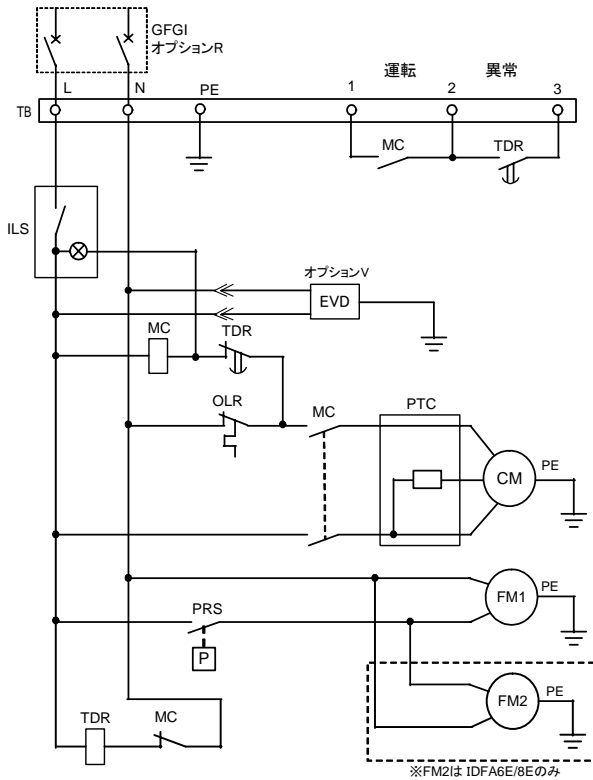 GFGI
オプションR
L
N
PE
1
運転
2
異常
3
TB
MC
TDR
ILS
オプションV
EVD
MC
TDR
OLR
MC
PTC
CM
PE
FM1
PE
PRS
P
FM2
PE
TDR
MC
※FM2は IDFA6E/8Eのみ